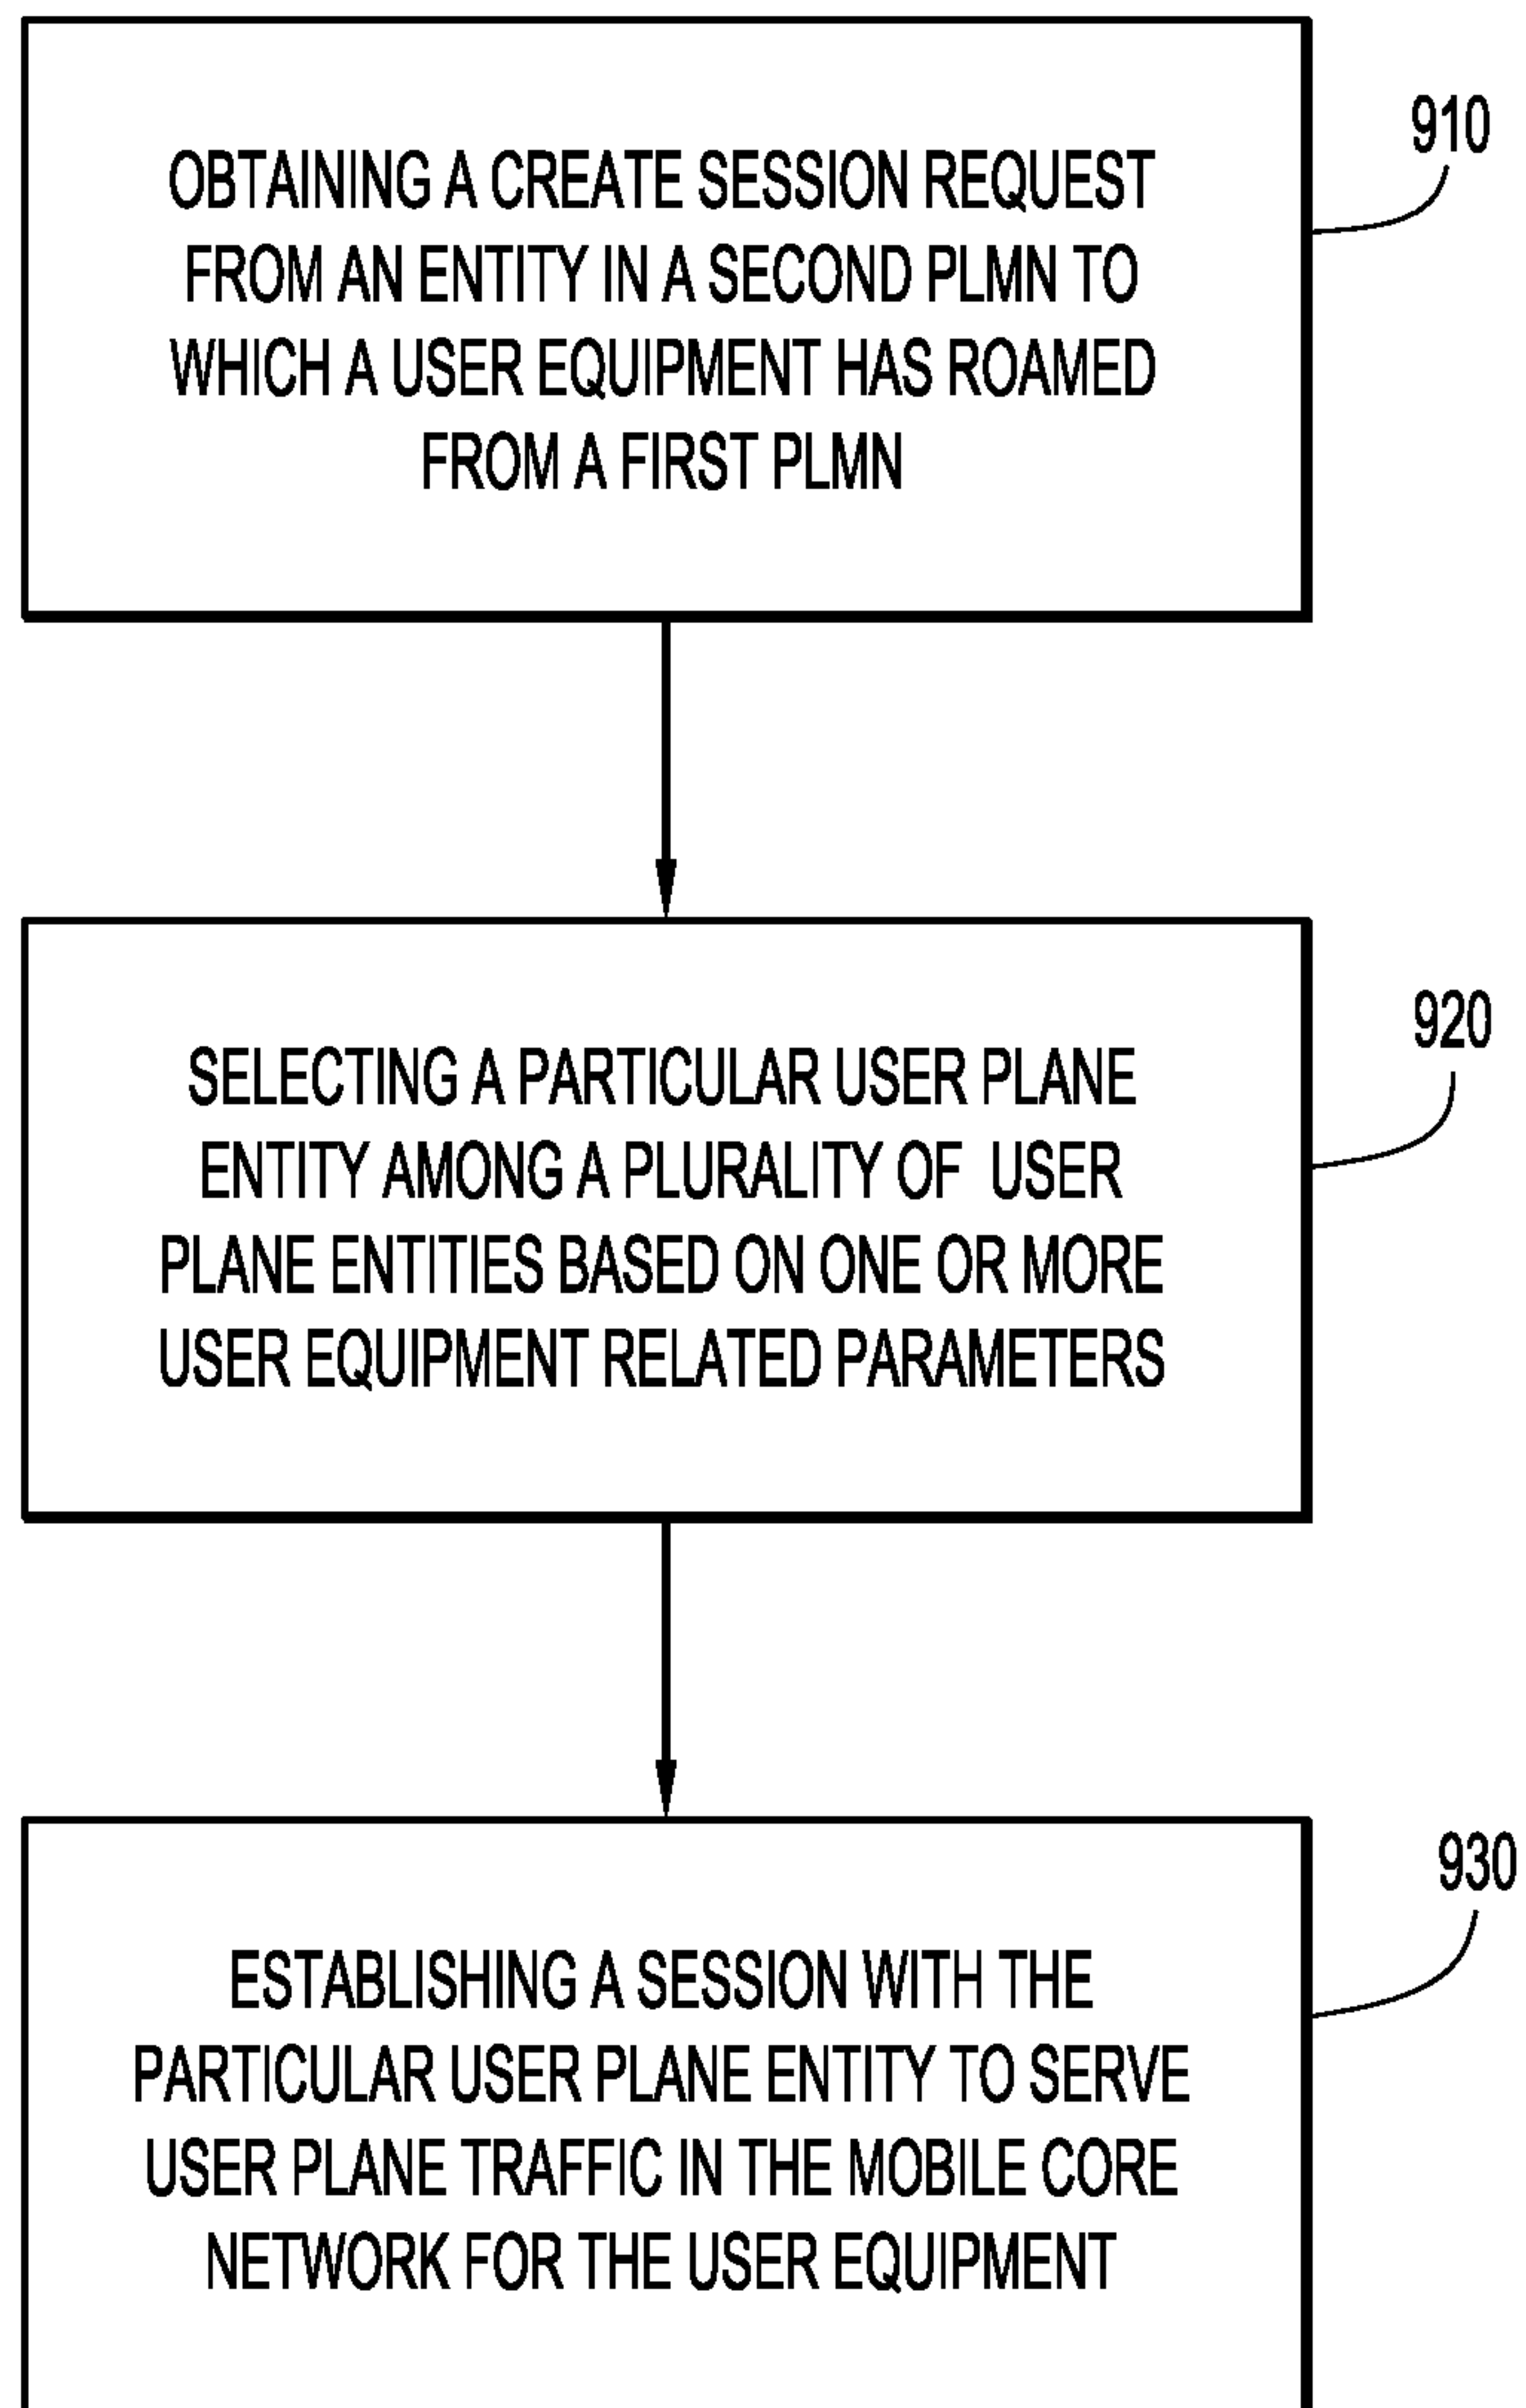 OBTAINING A CREATE SESSION REQUEST
FROM AN ENTITY IN A SECOND PLMN TO
WHICH A USER EQUIPMENT HAS ROAMED
FROM A FIRST PLMN
910
SELECTING A PARTICULAR USER PLANE
ENTITY AMONG A PLURALITY OF USER
PLANE ENTITIES BASED ON ONE OR MORE
USER EQUIPMENT RELATED PARAMETERS
920
ESTABLISHING A SESSION WITH THE
PARTICULAR USER PLANE ENTITY TO SERVE
USER PLANE TRAFFIC IN THE MOBILE CORE
NETWORK FOR THE USER EQUIPMENT
930